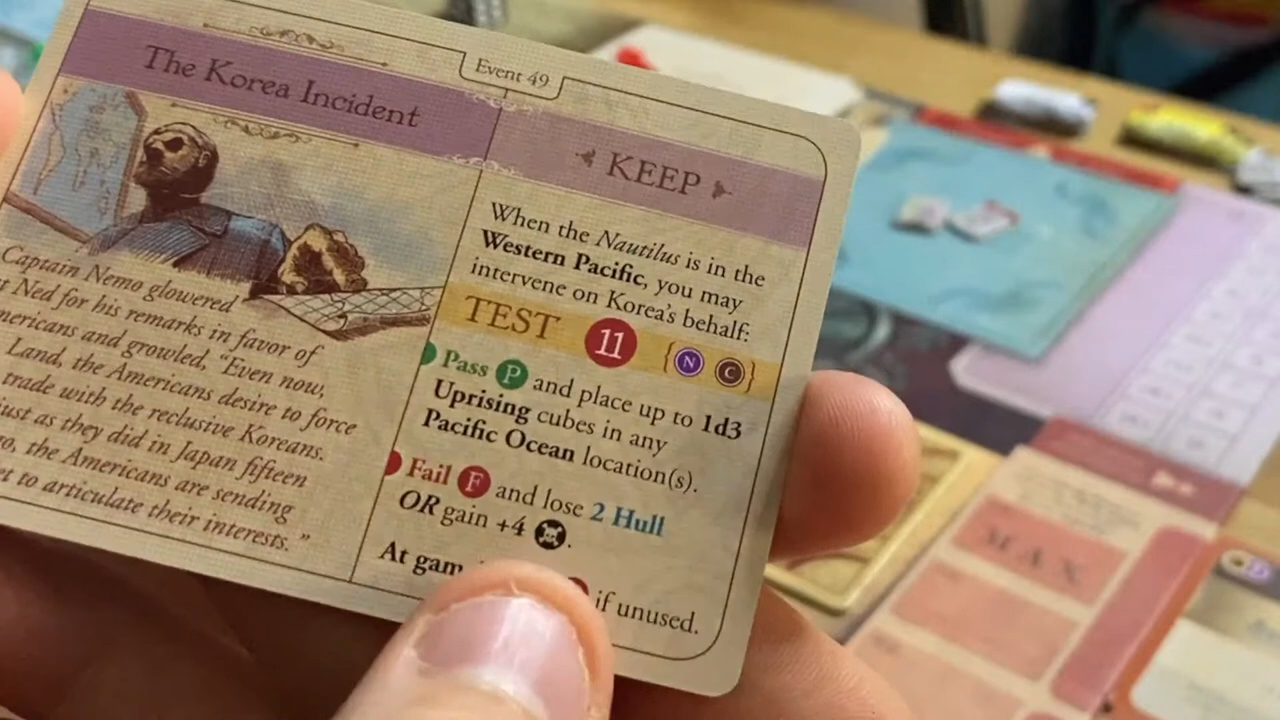 Event 49
The Korea Incident
Captain Nemo glowered
Ned for his remarks in favor of
and growled, “Even now,
Land, the Americans desire to force
trade with the reclusive Koreans.
just as they did in Japan fifteen
the Americans are sending
to articulate their interests.”
KEEP
When the Nautilus is in the
Western Pacific, you may
intervene on Korea's behalf:
TEST 11 { N C }
Pass P and place up to 1d3
Uprising cubes in any
Pacific Ocean location(s).
Fail F and lose 2 Hull
OR gain +4 .
At
if unused.
MAX